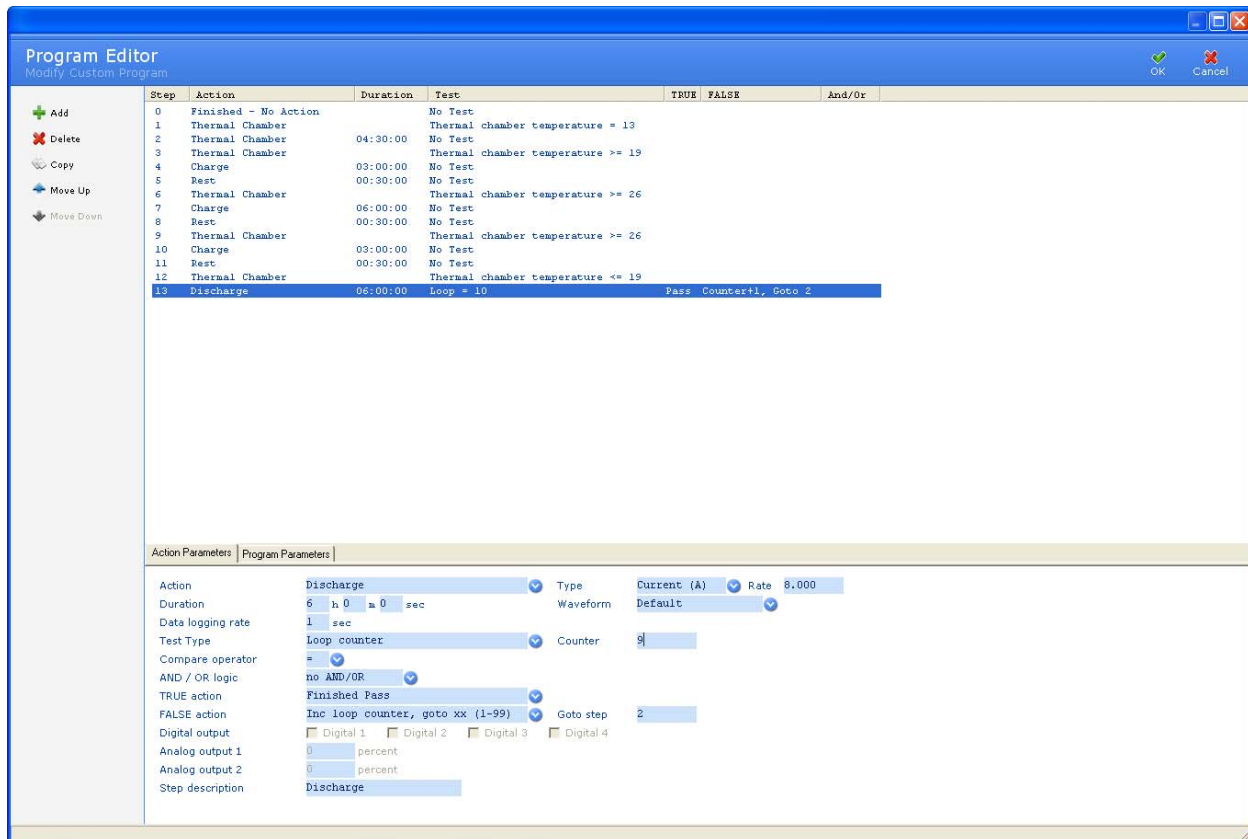 Program Editor
Modify Custom Program
OK Cancel
Add
Delete
Copy
Move Up
Move Down
Step Action Duration Test TRUE FALSE And/Or
0 Finished - No Action No Test
1 Thermal Chamber Thermal chamber temperature = 13
2 Thermal Chamber 04:30:00 No Test
3 Thermal Chamber Thermal chamber temperature >= 19
4 Charge 03:00:00 No Test
5 Rest 00:30:00 No Test
6 Thermal Chamber Thermal chamber temperature >= 26
7 Charge 06:00:00 No Test
8 Rest 00:30:00 No Test
9 Thermal Chamber Thermal chamber temperature >= 26
10 Charge 03:00:00 No Test
11 Rest 00:30:00 No Test
12 Thermal Chamber Thermal chamber temperature <= 19
13 Discharge 06:00:00 Loop = 10 Pass Counter+1, Goto 2
Action Parameters Program Parameters
Action Discharge Type Current (A) Rate 8.000
Duration 6 h 0 m 0 sec Waveform Default
Data logging rate 1 sec
Test Type Loop counter Counter 9
Compare operator =
AND / OR logic no AND/OR
TRUE action Finished Pass
FALSE action Inc loop counter, goto xx (1-99) Goto step 2
Digital output Digital 1 Digital 2 Digital 3 Digital 4
Analog output 1 0 percent
Analog output 2 0 percent
Step description Discharge